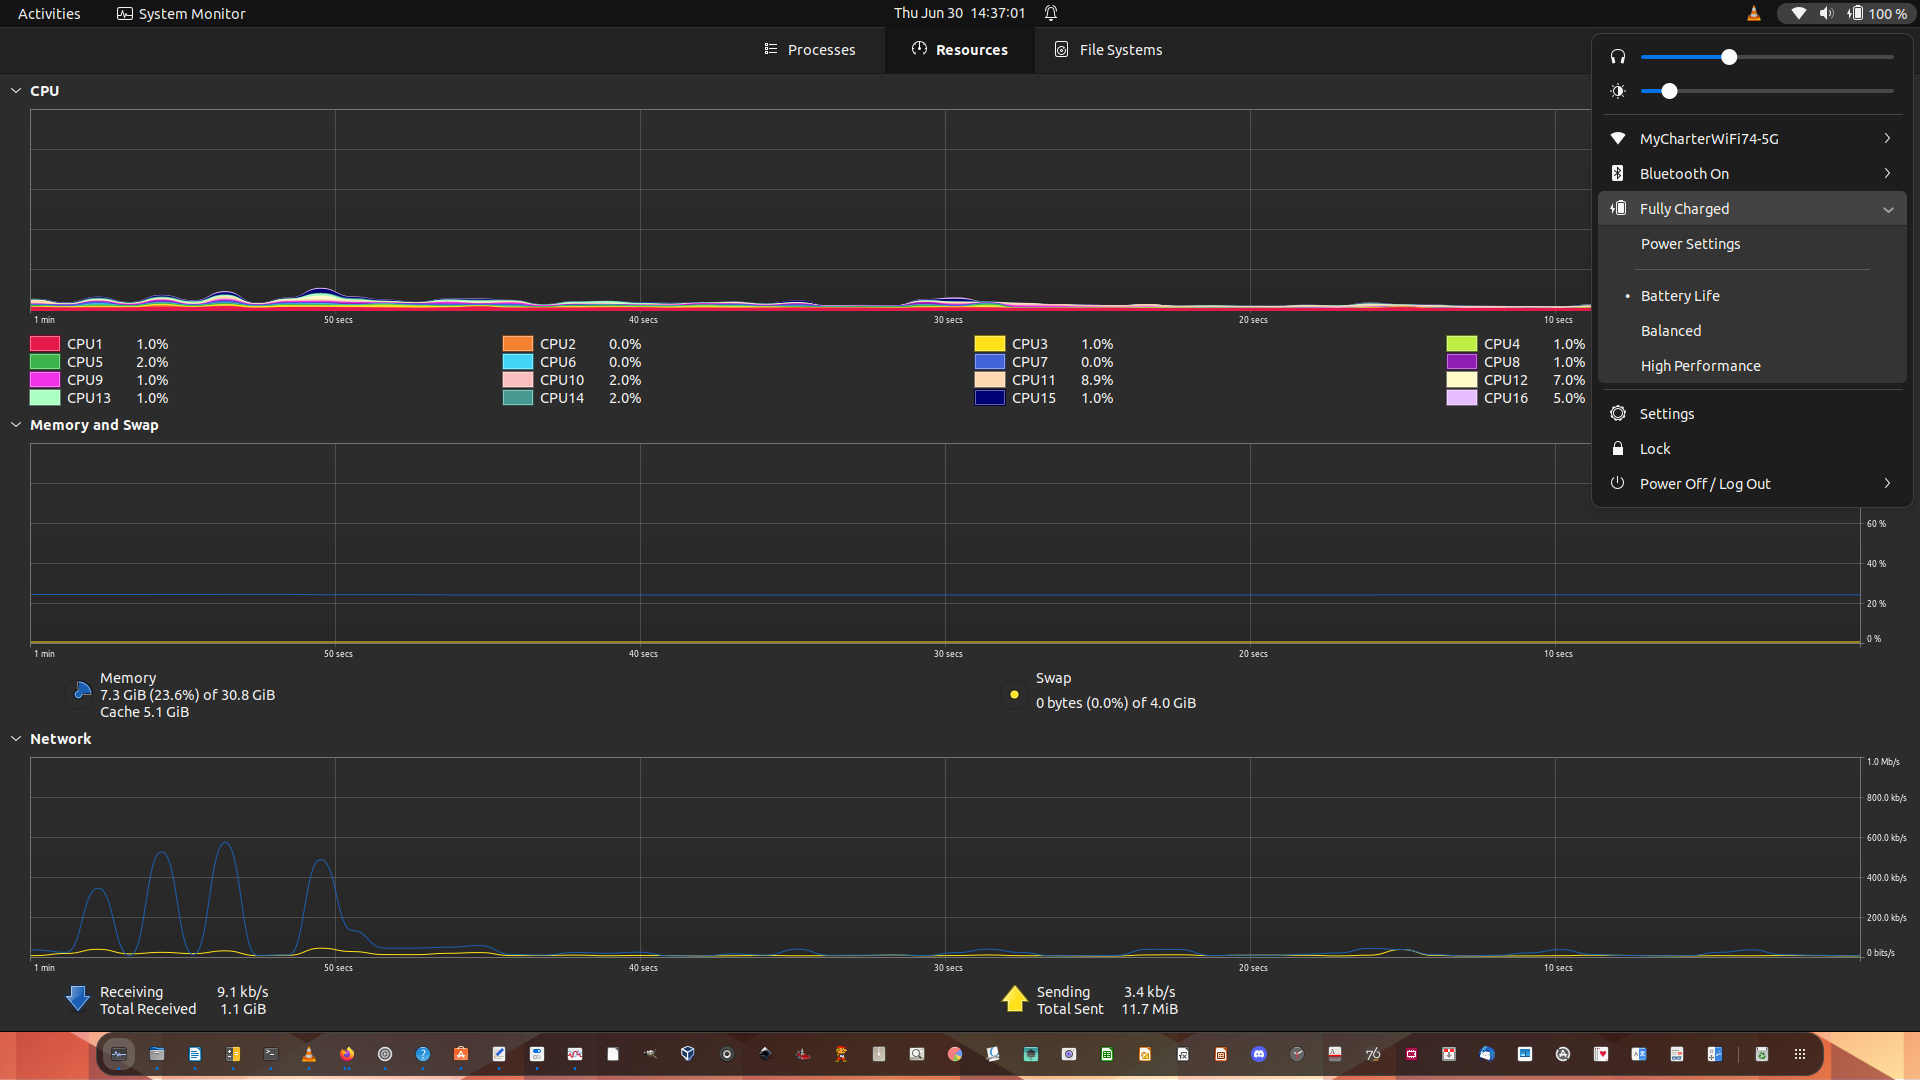 Activities
System Monitor
Thu Jun 30 14:37:01
100 %
Processes
Resources
File Systems
CPU
1 min
50 secs
40 secs
30 secs
20 secs
10 secs
CPU1 1.0%
CPU2 0.0%
CPU3 1.0%
CPU4 1.0%
CPU5 2.0%
CPU6 0.0%
CPU7 0.0%
CPU8 1.0%
CPU9 1.0%
CPU10 2.0%
CPU11 8.9%
CPU12 7.0%
CPU13 1.0%
CPU14 2.0%
CPU15 1.0%
CPU16 5.0%
MyCharterWiFi74-5G
Bluetooth On
Fully Charged
Power Settings
• Battery Life
Balanced
High Performance
Settings
Lock
Power Off / Log Out
Memory and Swap
60 %
40 %
20 %
0 %
1 min
50 secs
40 secs
30 secs
20 secs
10 secs
Memory
7.3 GiB (23.6%) of 30.8 GiB
Cache 5.1 GiB
Swap
0 bytes (0.0%) of 4.0 GiB
Network
1.0 Mb/s
800.0 kb/s
600.0 kb/s
400.0 kb/s
200.0 kb/s
0 bits/s
1 min
50 secs
40 secs
30 secs
20 secs
10 secs
Receiving 9.1 kb/s
Total Received 1.1 GiB
Sending 3.4 kb/s
Total Sent 11.7 MiB